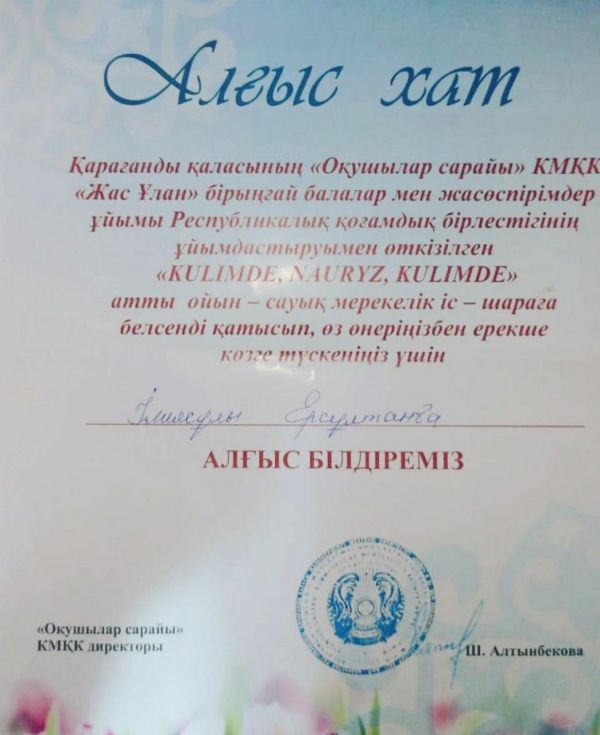 Алғыс хат
Қарағанды қаласының «Оқушылар сарайы» КМҚК
«Жас Ұлан» бірыңғай балалар мен жасөспірімдер
ұйымы Республикалық қоғамдық бірлестігінің
ұйымдастыруымен өткізілген
«KULIMDE, NAURYZ, KULIMDE»
атты ойын – сауық мерекелік іс – шараға
белсенді қатысып, өз өнеріңізбен ерекше
көзге түскеніңіз үшін
Ерсұлтанға
АЛҒЫС БІЛДІРЕМІЗ
«Оқушылар сарайы»
КМҚК директоры
Ш. Алтынбекова